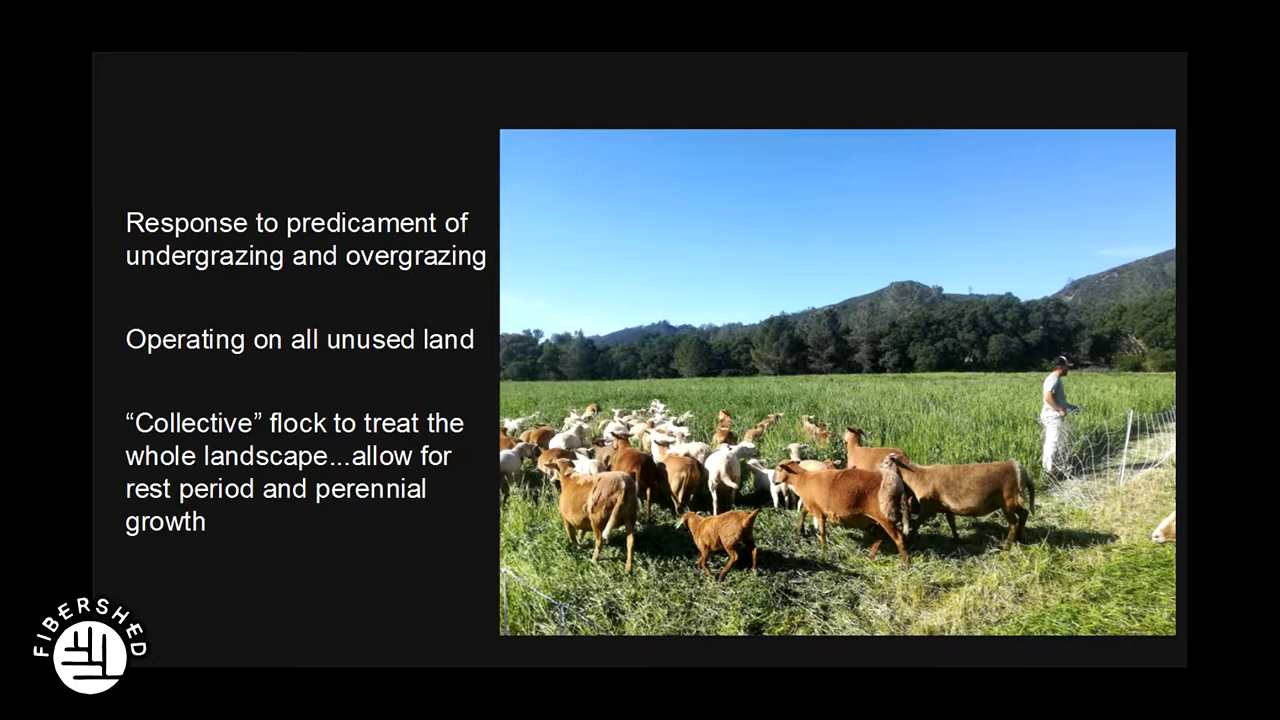 Response to predicament of
undergrazing and overgrazing
Operating on all unused land
“Collective” flock to treat the
whole landscape...allow for
rest period and perennial
growth
FIBERSHED